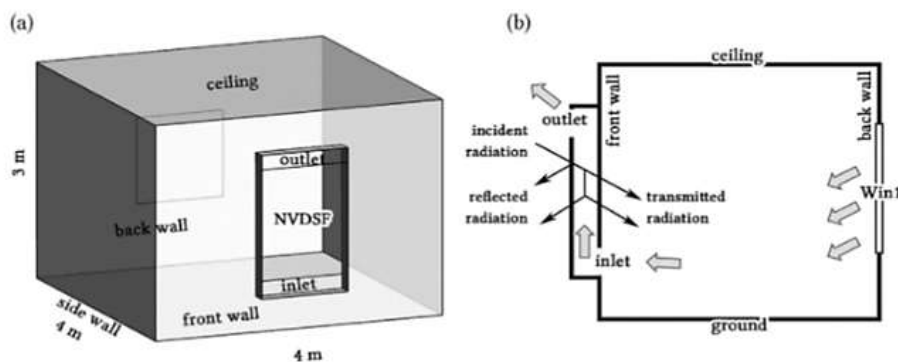 (a)
ceiling
outlet
NVDSF
inlet
back wall
front wall
side wall
3 m
4 m
4 m
(b)
ceiling
front wall
back wall
outlet
incident
radiation
reflected
radiation
transmitted
radiation
Win1
inlet
ground